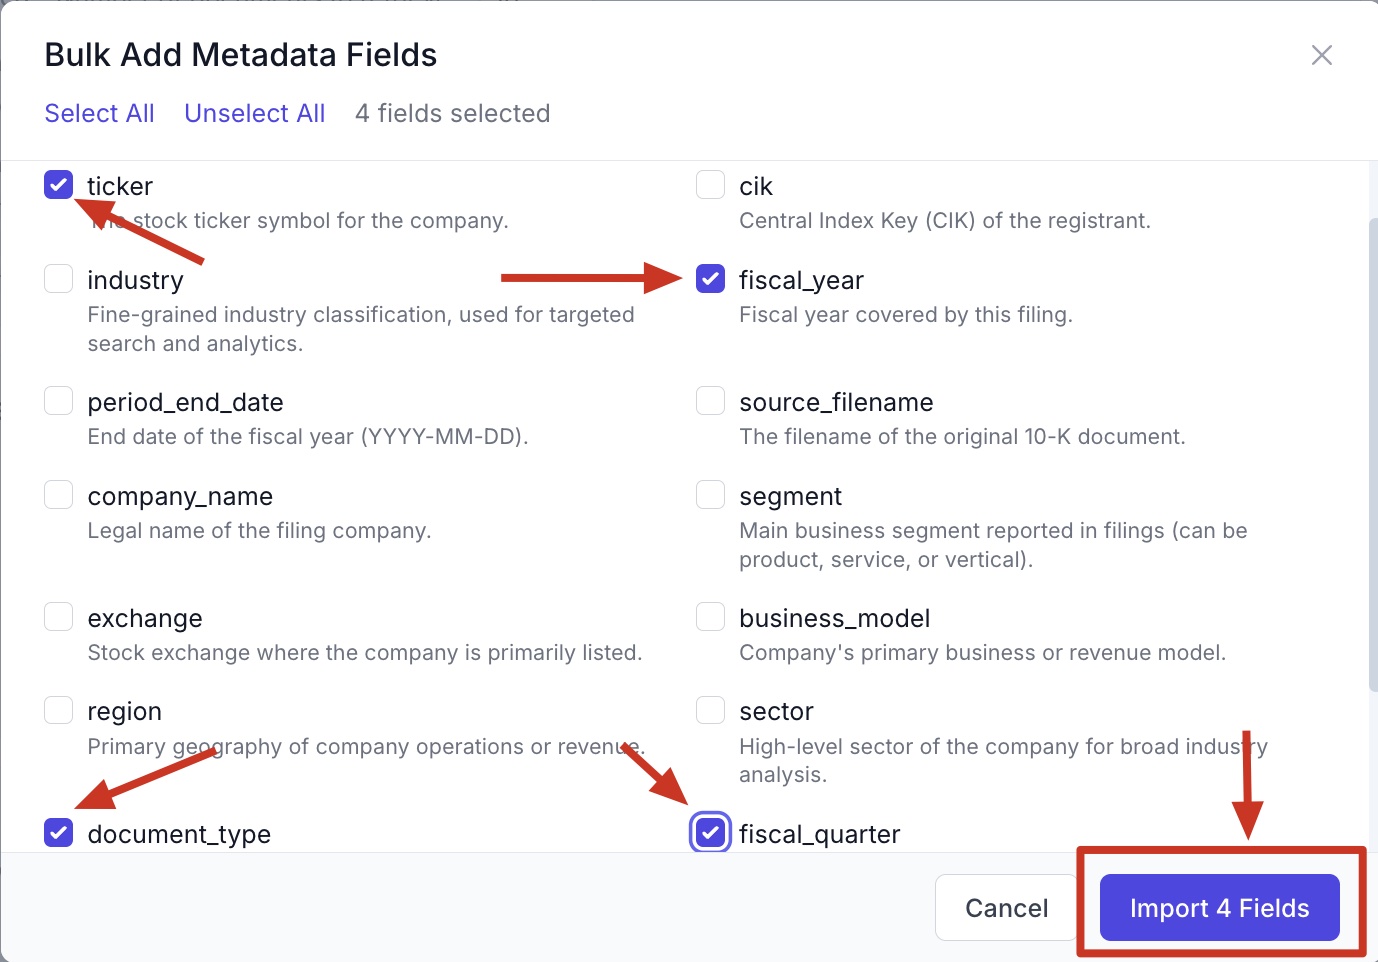 Bulk Add Metadata Fields
Select All Unselect All 4 fields selected
ticker
stock ticker symbol for the company.
cik
Central Index Key (CIK) of the registrant.
industry
Fine-grained industry classification, used for targeted
search and analytics.
fiscal_year
Fiscal year covered by this filing.
period_end_date
End date of the fiscal year (YYYY-MM-DD).
source_filename
The filename of the original 10-K document.
company_name
Legal name of the filing company.
segment
Main business segment reported in filings (can be
product, service, or vertical).
exchange
Stock exchange where the company is primarily listed.
business_model
Company's primary business or revenue model.
region
Primary geography of company operations or revenue.
sector
High-level sector of the company for broad industry
analysis.
document_type
fiscal_quarter
Cancel
Import 4 Fields